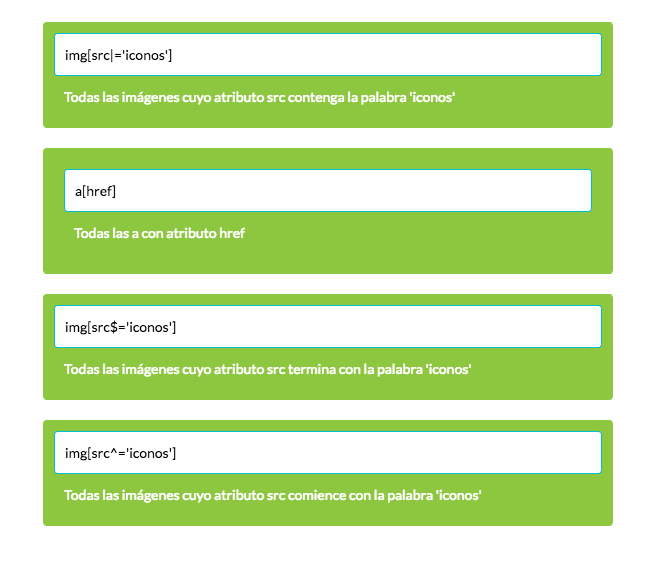 img[src|='iconos']
Todas las imágenes cuyo atributo src contenga la palabra 'iconos'
a[href]
Todas las a con atributo href
img[src$='iconos']
Todas las imágenes cuyo atributo src termina con la palabra 'iconos'
img[src^='iconos']
Todas las imágenes cuyo atributo src comience con la palabra 'iconos'